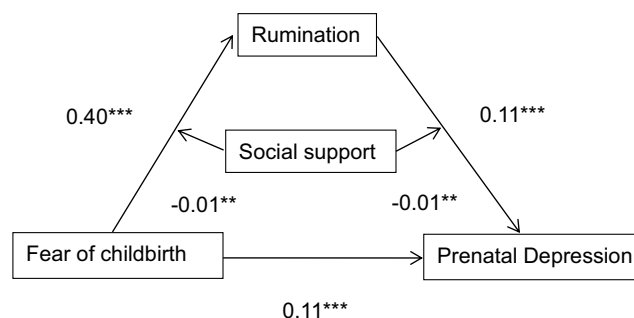 Rumination
0.40***
0.11***
Social support
-0.01**
-0.01**
Fear of childbirth
Prenatal Depression
0.11***